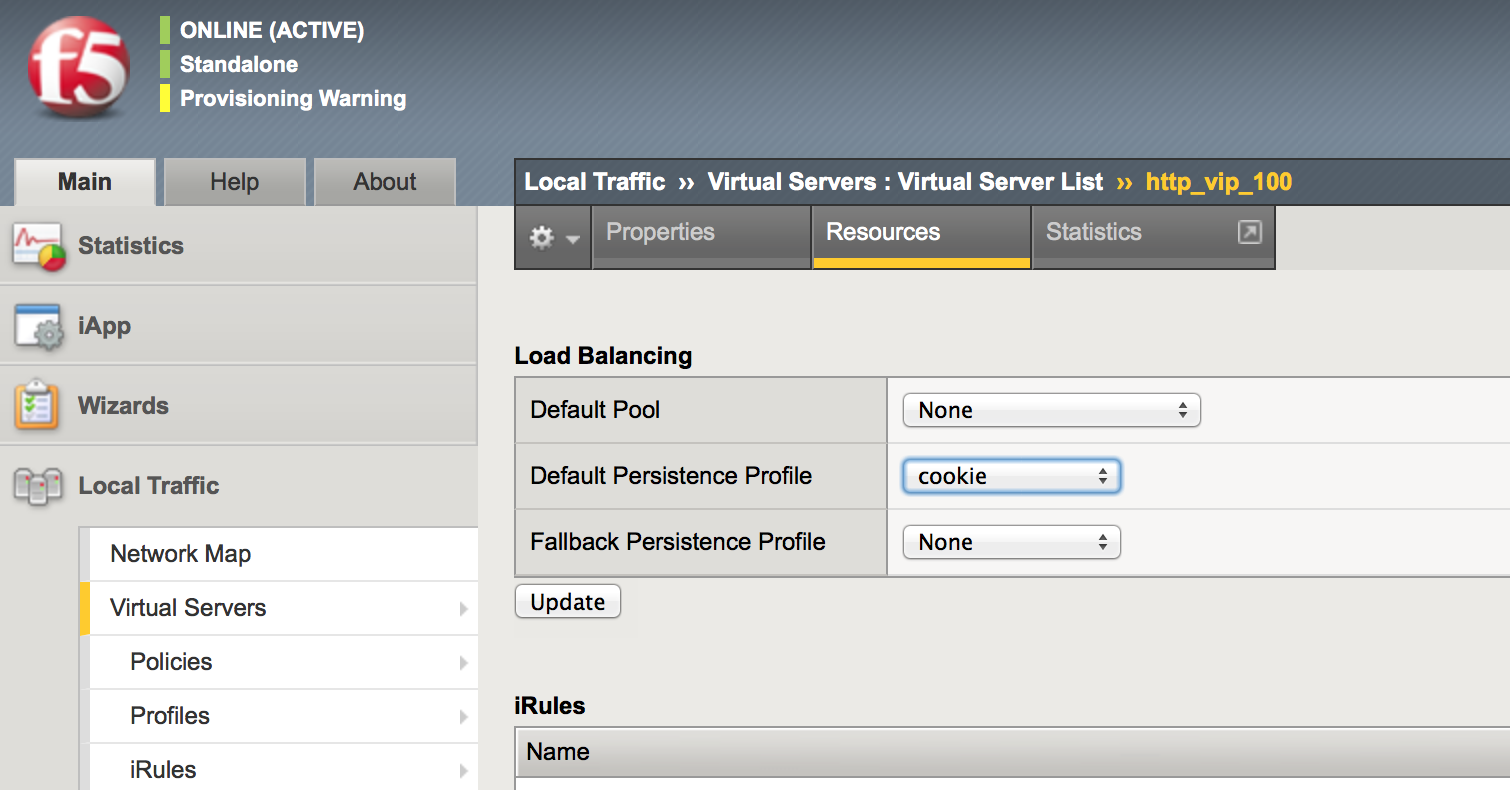 f5
ONLINE (ACTIVE)
Standalone
Provisioning Warning
Main Help About
Local Traffic ›› Virtual Servers : Virtual Server List ›› http_vip_100
Properties Resources Statistics
Statistics
iApp
Wizards
Local Traffic
Network Map
Virtual Servers
Policies
Profiles
iRules
Load Balancing
Default Pool None
Default Persistence Profile cookie
Fallback Persistence Profile None
Update
iRules
Name